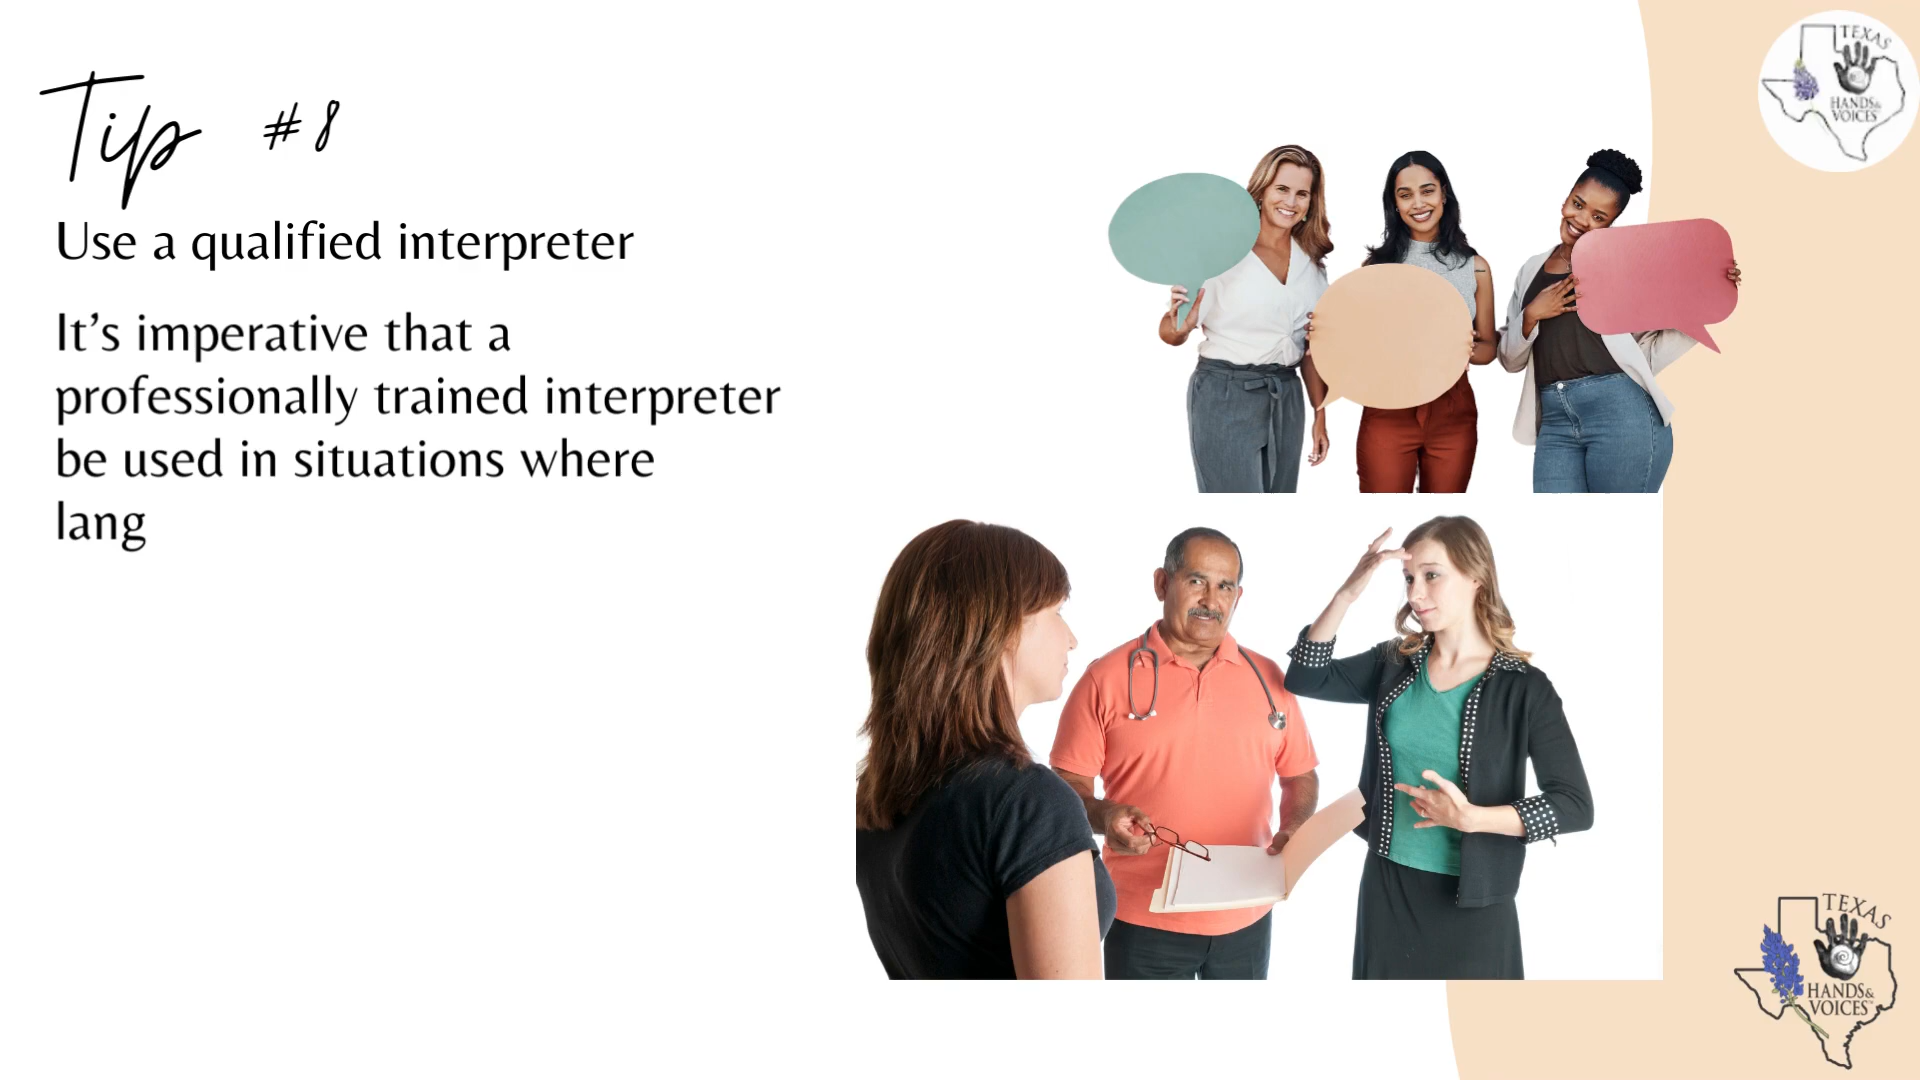 Tip #8
Use a qualified interpreter
It's imperative that a
professionally trained interpreter
be used in situations where
lang
TEXAS
HANDS&
VOICES
TEXAS
HANDS&
VOICES™